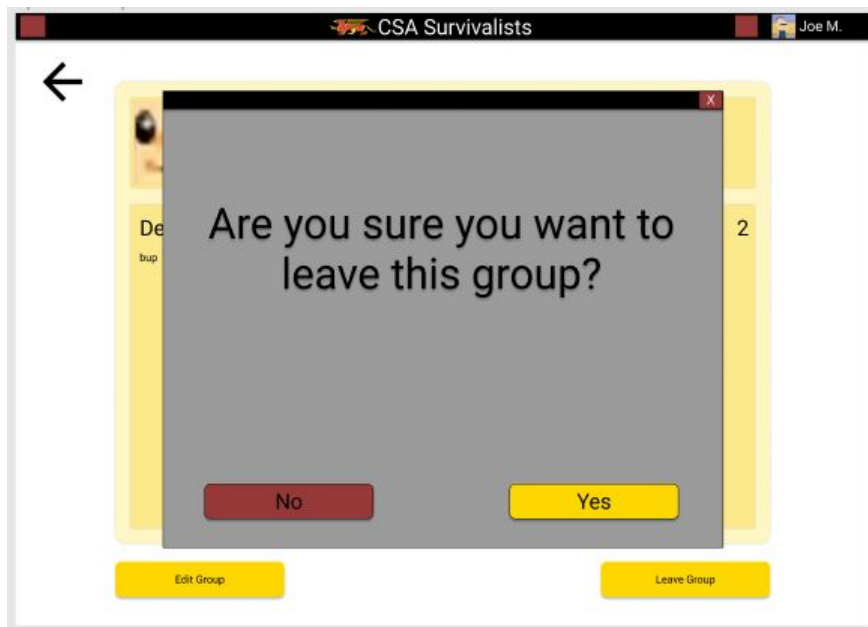 CSA Survivalists
Joe M.
X
Are you sure you want to
leave this group?
De
2
bup
No
Yes
Edit Group
Leave Group